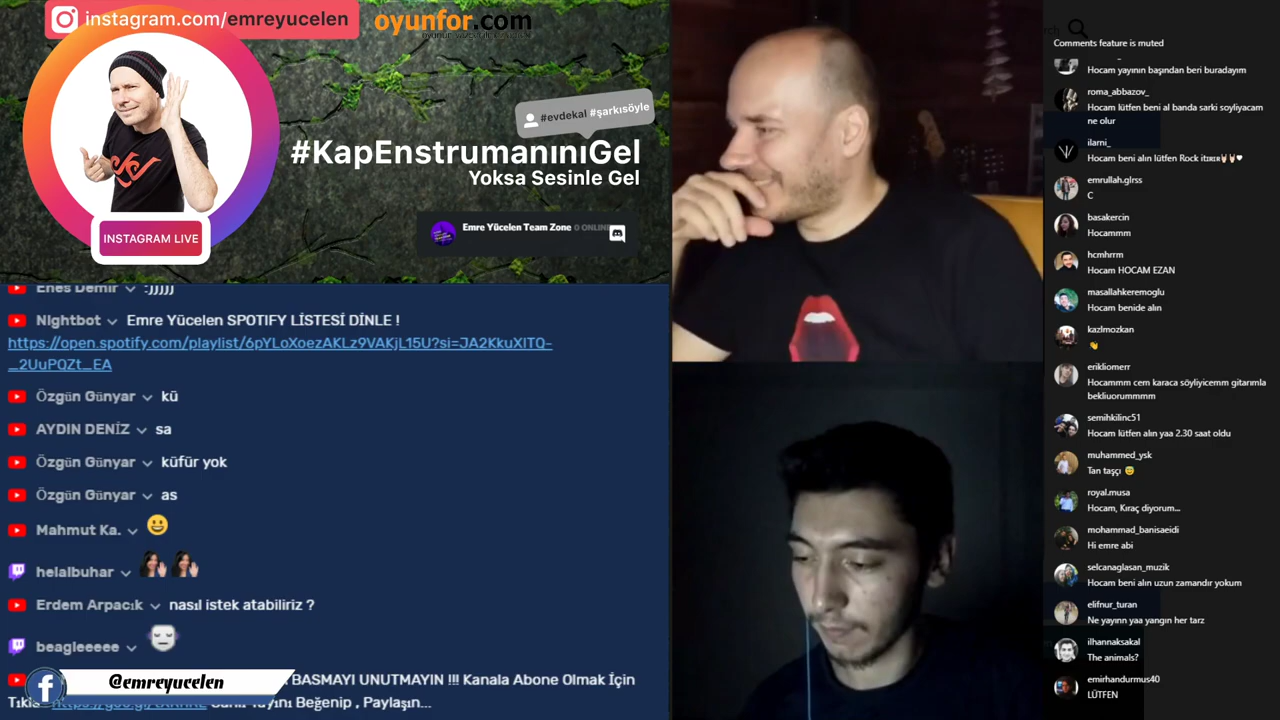 instagram.com/emreyucelen
oyunfor.com
#evdekal #şarkısöyle
#KapEnstrumanınıGel
Yoksa Sesinle Gel
INSTAGRAM LIVE
Emre Yücelen Team Zone 0 ONLIN
Enes Demir :)))))
Nightbot Emre Yücelen SPOTIFY LİSTESİ DİNLE !
https://open.spotify.com/playlist/6pYLoXoezAKLz9VAKjL15U?si=JA2KkuXITQ-
_2UuPQZt_EA
Özgün Günyar kü
AYDIN DENİZ sa
Özgün Günyar küfür yok
Özgün Günyar as
Mahmut Ka.
helalbuhar
Erdem Arpacık nasıl istek atabiliriz ?
beagleeeee
BASMAYI UNUTMAYIN !!! Kanala Abone Olmak İçin
@emreyucelen
Tıkla Canlı Yayını Beğenip , Paylaşın...
Comments feature is muted
Hocam yayının başından beri buradayım
roma_abbazov_
Hocam lütfen beni al banda sarki soyliyacam
ne olur
ilarni_
Hocam beni alın lütfen Rock
emrullah.glrss
C
basakercin
Hocammm
hcmhrrm
Hocam HOCAM EZAN
masallahkeremoglu
Hocam benide alın
kazlmozkan
👏
erikliomerr
Hocammm cem karaca söyliyicemm gitarımla
bekliuorummmm
semihkilinc51
Hocam lütfen alın yaa 2.30 saat oldu
muhammed_ysk
Tan taşçı 😇
royal.musa
Hocam, Kıraç diyorum...
mohammad_banisaeidi
Hi emre abi
selcanaglasan_muzik
Hocam beni alın uzun zamandır yokum
elifnur_turan
Ne yayının yaa yangın her tarz
ilhannaksakal
The animals?
emirhandurmus40
LÜTFEN